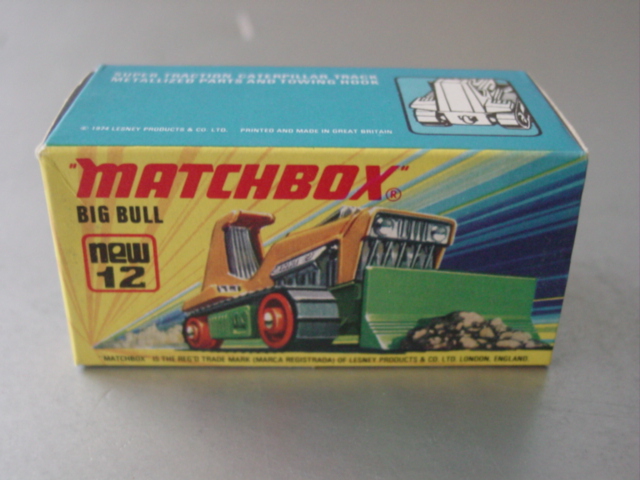 SUPER TRACTION CATERPILLAR TRACK
METALLIZED PARTS AND TOWING HOOK
© 1974 LESNEY PRODUCTS & CO. LTD. PRINTED AND MADE IN GREAT BRITAIN
"MATCHBOX"®
BIG BULL
new
12
"MATCHBOX" IS THE REG'D TRADE MARK (MARCA REGISTRADA) OF LESNEY PRODUCTS & CO. LTD. LONDON, ENGLAND